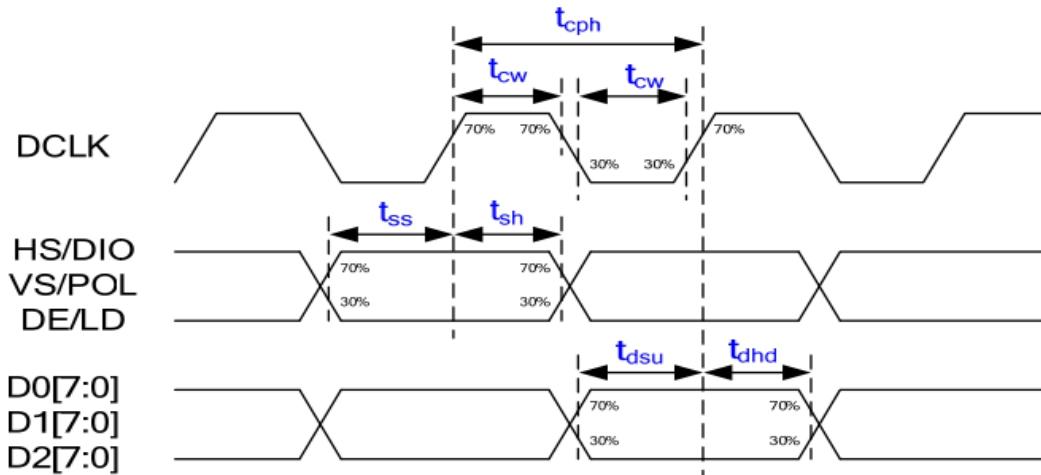 tcph
tcw tcw
DCLK
70% 70% 70%
30% 30%
tss tsh
HS/DIO
VS/POL
DE/LD
70% 70%
30% 30%
tdsu tdhd
D0[7:0]
D1[7:0]
D2[7:0]
70% 70%
30% 30%